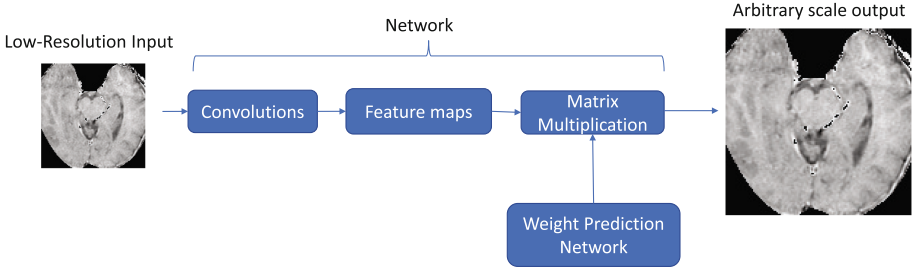 Low-Resolution Input
Network
Arbitrary scale output
Convolutions
Feature maps
Matrix
Multiplication
Weight Prediction
Network